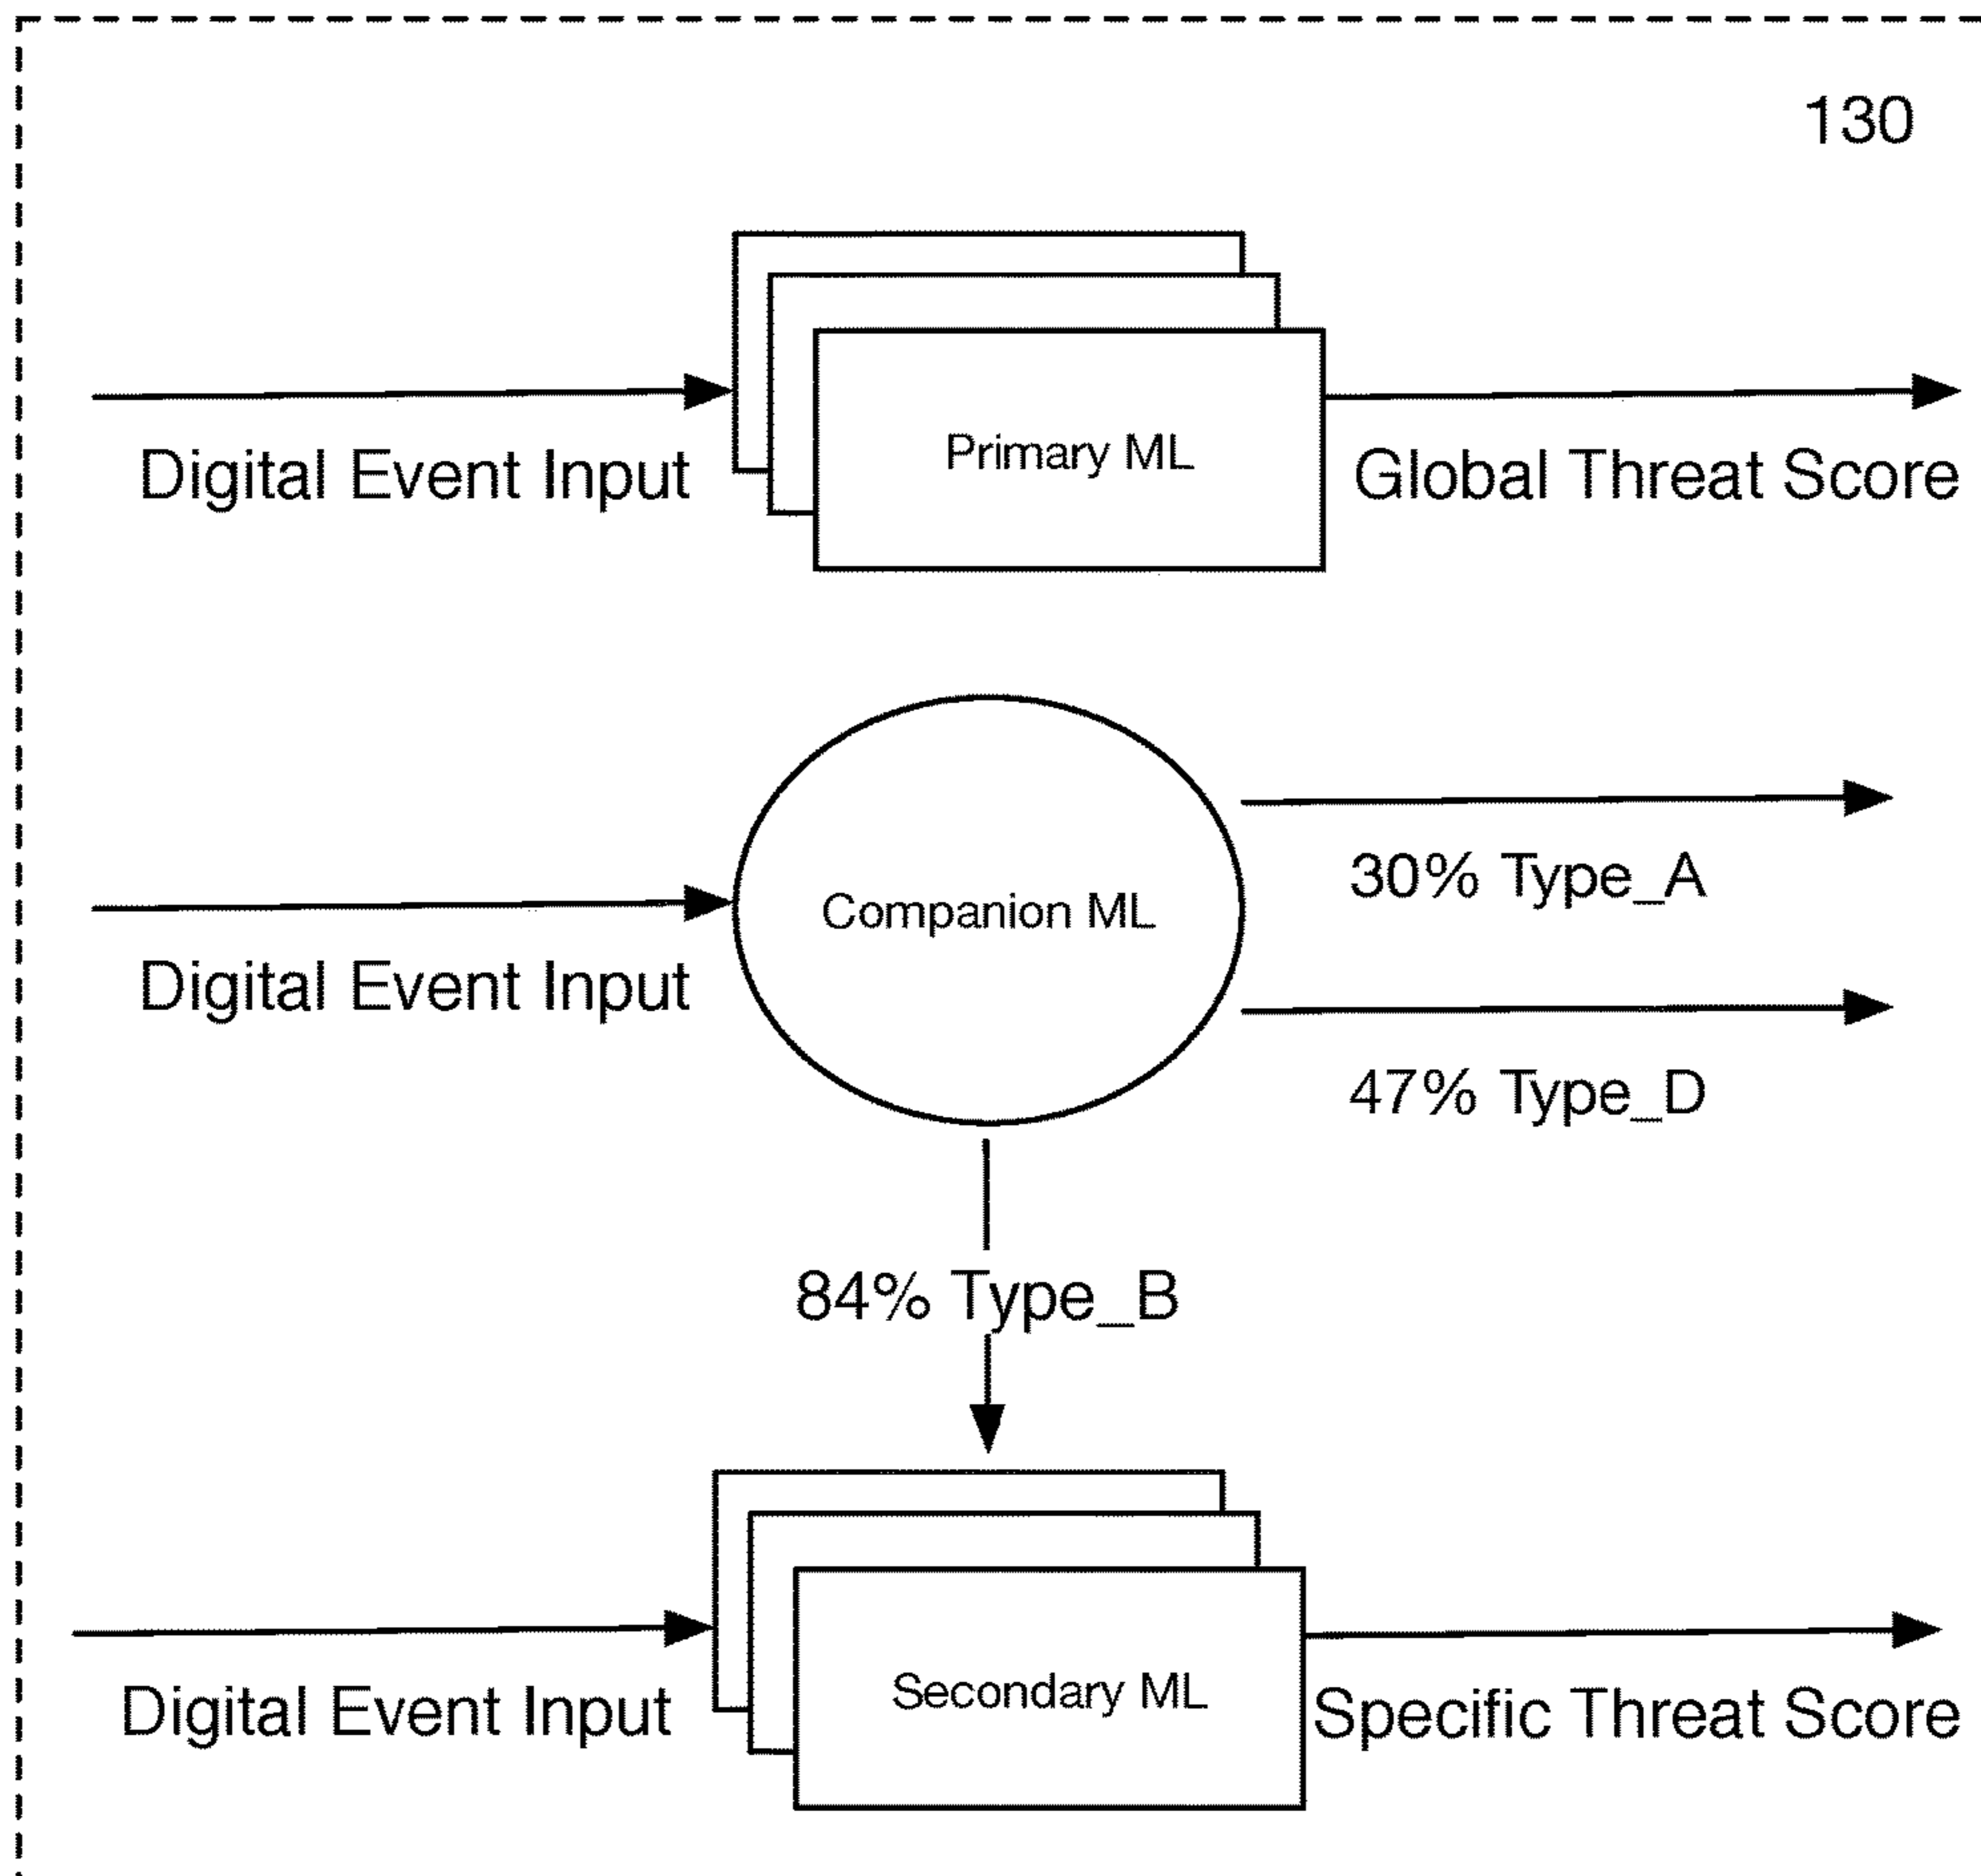 130
Primary ML
Digital Event Input
Global Threat Score
Companion ML
30% Type_A
Digital Event Input
47% Type_D
84% Type_B
Secondary ML
Digital Event Input
Specific Threat Score